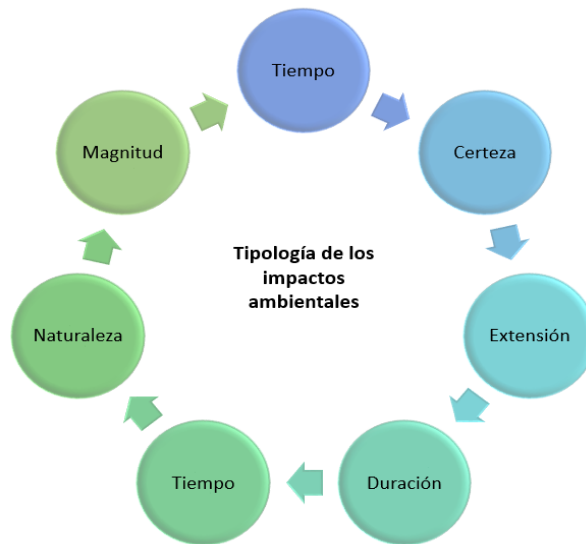 Tiempo
Certeza
Extensión
Duración
Tiempo
Naturaleza
Magnitud
Tipología de los
impactos
ambientales